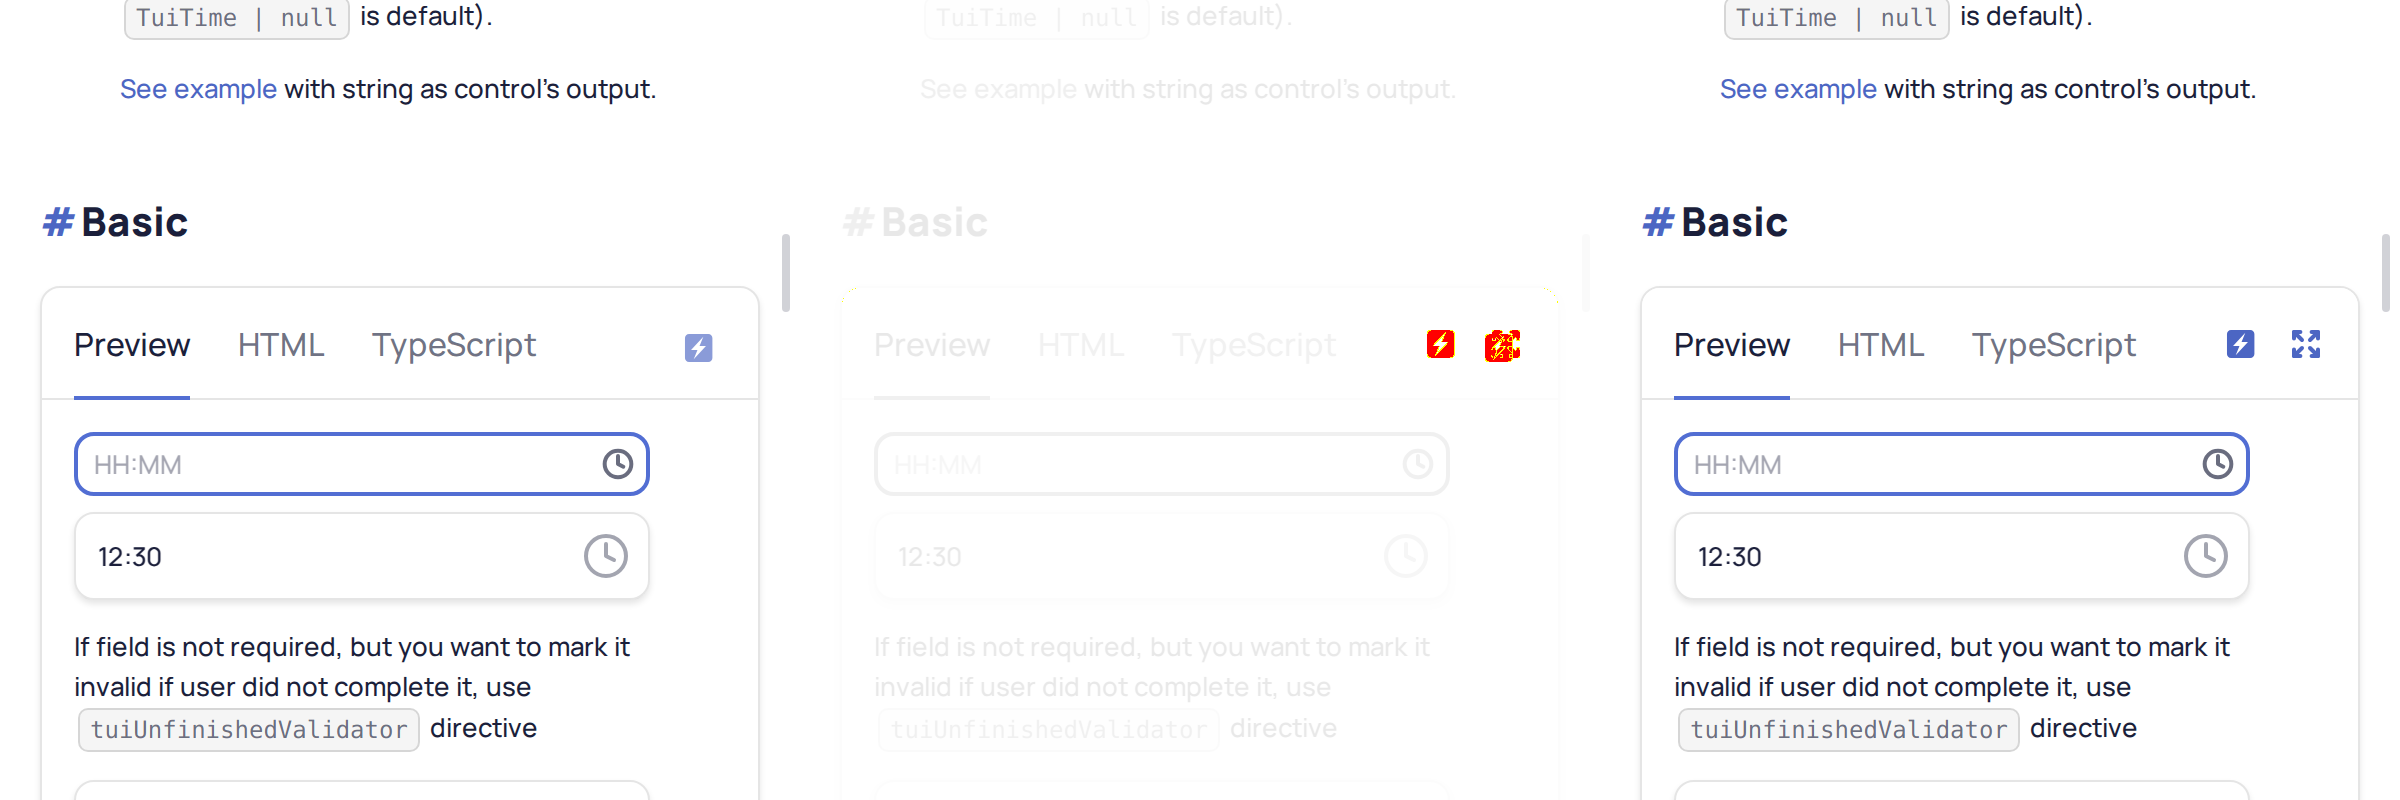 TuiTime | null is default).
See example with string as control's output.
# Basic
Preview HTML TypeScript
HH:MM
12:30
If field is not required, but you want to mark it
invalid if user did not complete it, use
tuiUnfinishedValidator directive
TuiTime | null is default).
See example with string as control's output.
# Basic
Preview HTML TypeScript
HH:MM
12:30
If field is not required, but you want to mark it
invalid if user did not complete it, use
tuiUnfinishedValidator directive
TuiTime | null is default).
See example with string as control's output.
# Basic
Preview HTML TypeScript
HH:MM
12:30
If field is not required, but you want to mark it
invalid if user did not complete it, use
tuiUnfinishedValidator directive